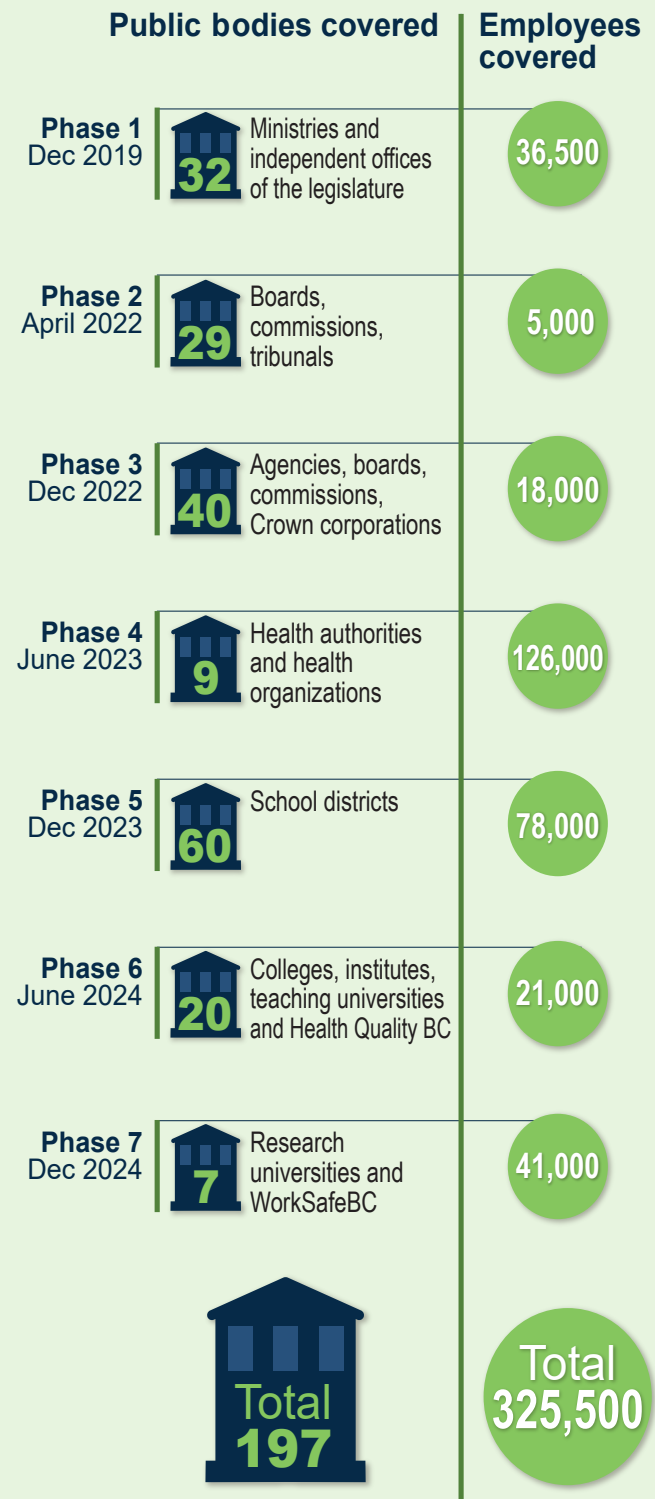 Public bodies covered
Employees
covered
Phase 1
Dec 2019
32
Ministries and
independent offices
of the legislature
36,500
Phase 2
April 2022
29
Boards,
commissions,
tribunals
5,000
Phase 3
Dec 2022
40
Agencies, boards,
commissions,
Crown corporations
18,000
Phase 4
June 2023
9
Health authorities
and health
organizations
126,000
Phase 5
Dec 2023
60
School districts
78,000
Phase 6
June 2024
20
Colleges, institutes,
teaching universities
and Health Quality BC
21,000
Phase 7
Dec 2024
7
Research
universities and
WorkSafeBC
41,000
Total
197
Total
325,500